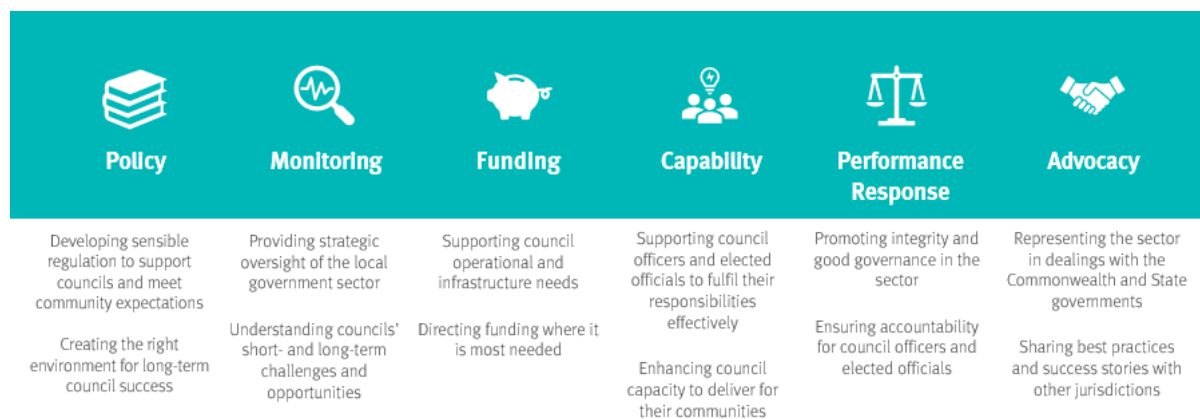 Policy
Developing sensible
regulation to support
councils and meet
community expectations
Creating the right
environment for long-term
council success
Monitoring
Providing strategic
oversight of the local
government sector
Understanding councils’
short- and long-term
challenges and
opportunities
Funding
Supporting council
operational and
infrastructure needs
Directing funding where it
is most needed
Capability
Supporting council
officers and elected
officials to fulfil their
responsibilities
effectively
Enhancing council
capacity to deliver for
their communities
Performance
Response
Promoting integrity and
good governance in the
sector
Ensuring accountability
for council officers and
elected officials
Advocacy
Representing the sector
in dealings with the
Commonwealth and State
governments
Sharing best practices
and success stories with
other jurisdictions